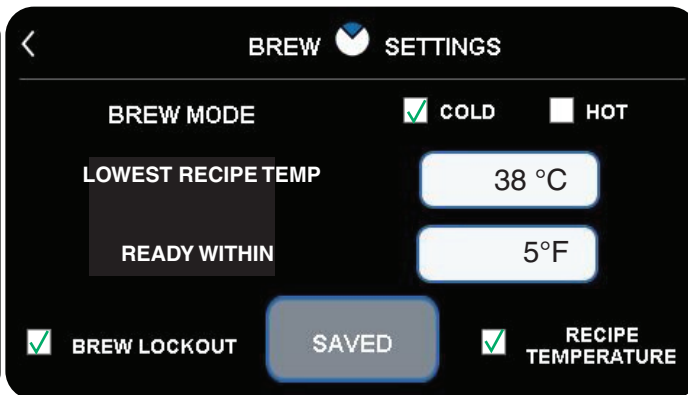 BREW SETTINGS
BREW MODE
COLD
HOT
LOWEST RECIPE TEMP
38 °C
READY WITHIN
5°F
BREW LOCKOUT
SAVED
RECIPE
TEMPERATURE